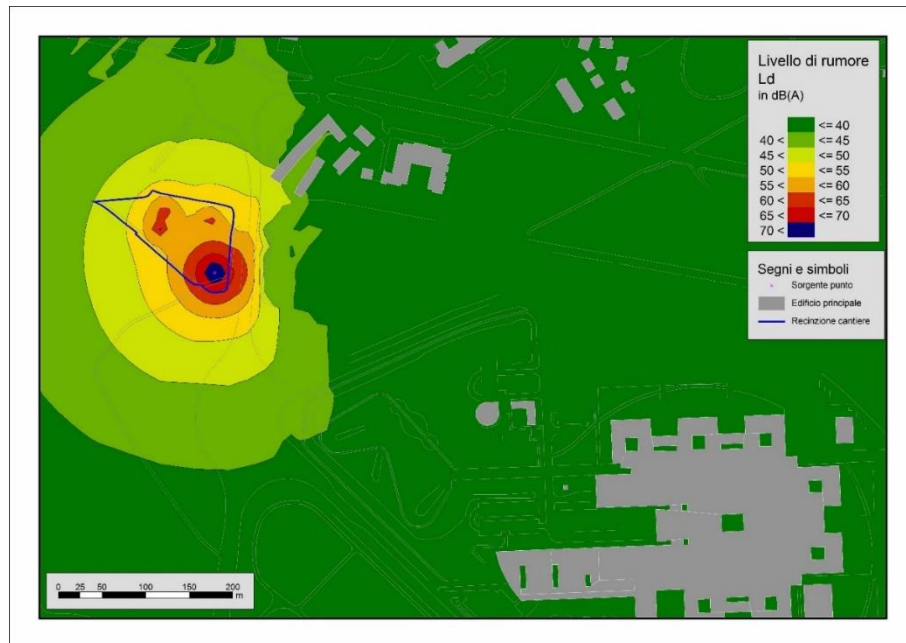 Livello di rumore
Ld
in dB(A)
<= 40
40 < <= 45
45 < <= 50
50 < <= 55
55 < <= 60
60 < <= 65
65 < <= 70
70 <
Segni e simboli
Sorgente punto
Edificio principale
Recinzione cantiere
0 25 50 100 150 200
m